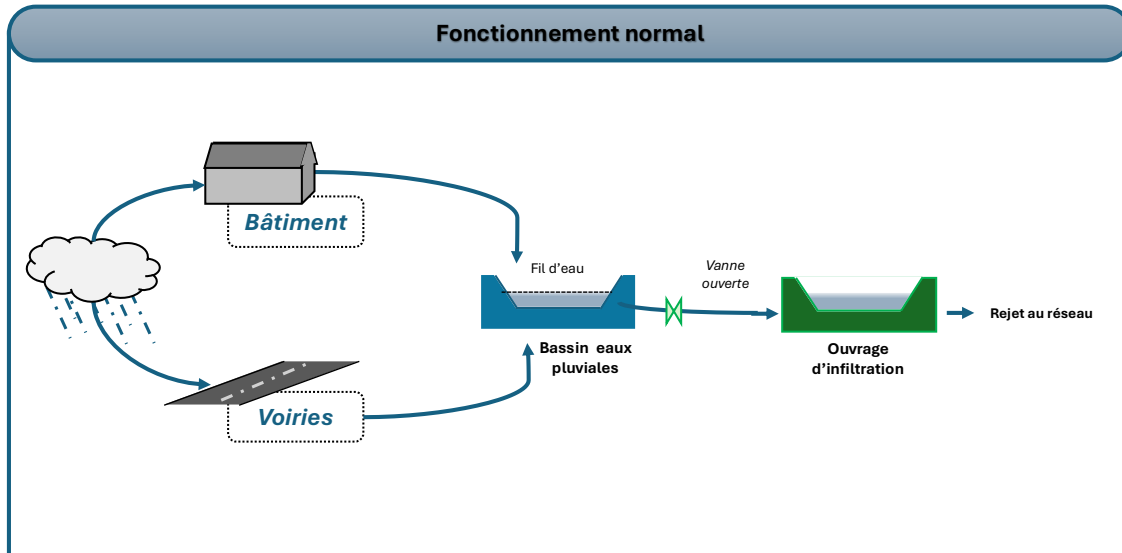 Fonctionnement normal
Bâtiment
Fil d'eau
Vanne
ouverte
Bassin eaux
pluviales
Ouvrage
d'infiltration
Rejet au réseau
Voiries